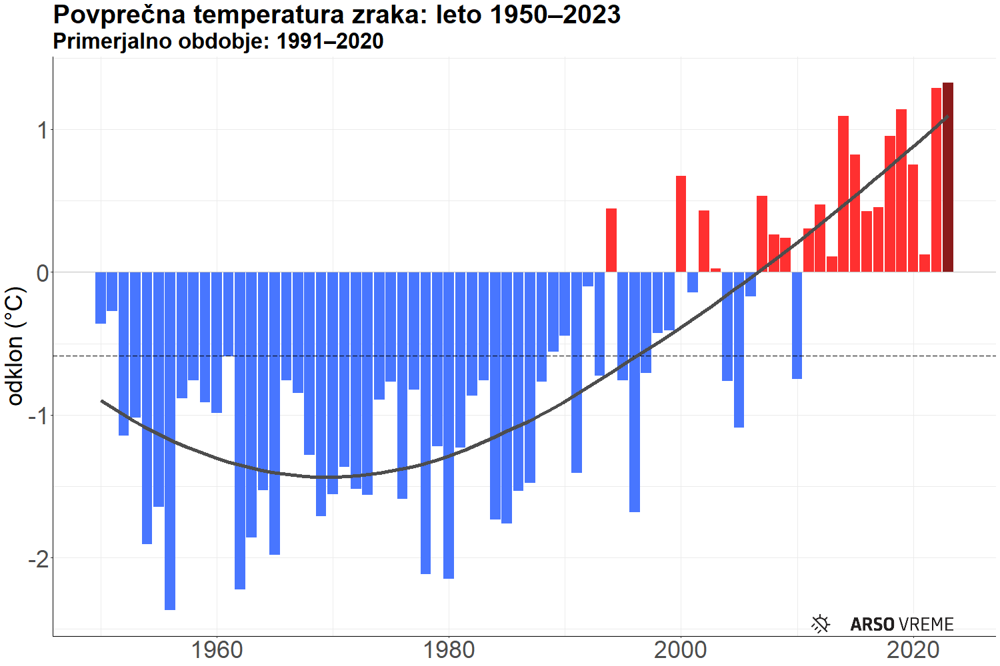 Povprečna temperatura zraka: leto 1950–2023
Primerjalno obdobje: 1991–2020
odklon (°C)
1
0
-1
-2
1960
1980
2000
2020
ARSO VREME